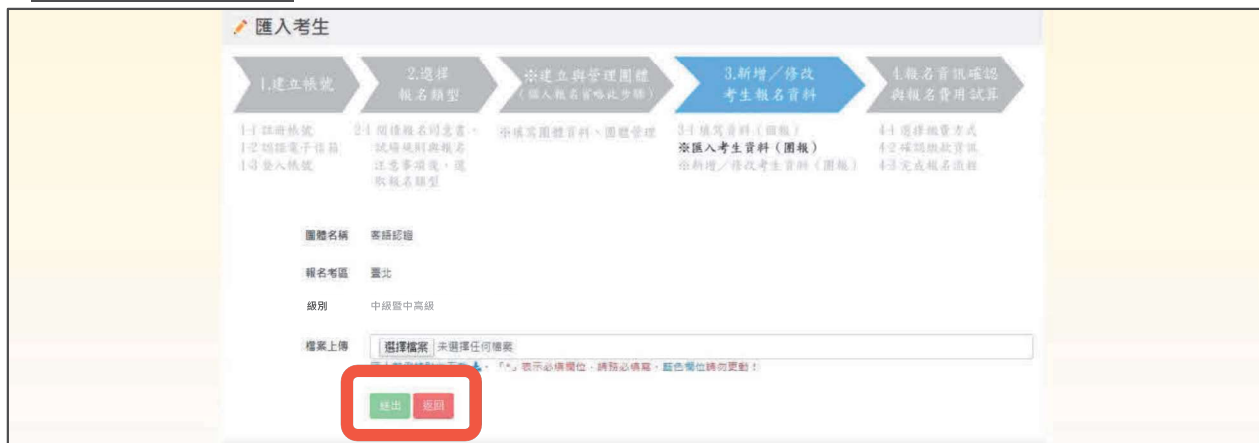 匯入考生
1.建立帳號
2.選擇
報名類型
※建立與管理團體
(個人報名省略此步驟)
3.新增／修改
考生報名資料
4.報名資訊確認
與報名費用試算
1-1 註冊帳號
1-2 認證電子信箱
1-3 登入帳號
2-1 閱讀報名同意書、
試場規則與報名
注意事項後，選
取報名類型
※填寫團體資料、團體管理
3-1 填寫資料（個報）
※匯入考生資料（團報）
※新增／修改考生資料（團報）
4-1 選擇繳費方式
4-2 確認繳款資訊
4-3 完成報名流程
團體名稱 客語認證
報名考區 臺北
級別 中級暨中高級
檔案上傳 選擇檔案 未選擇任何檔案
「*」表示必填欄位，請務必填寫，藍色欄位請勿更動！
送出 返回